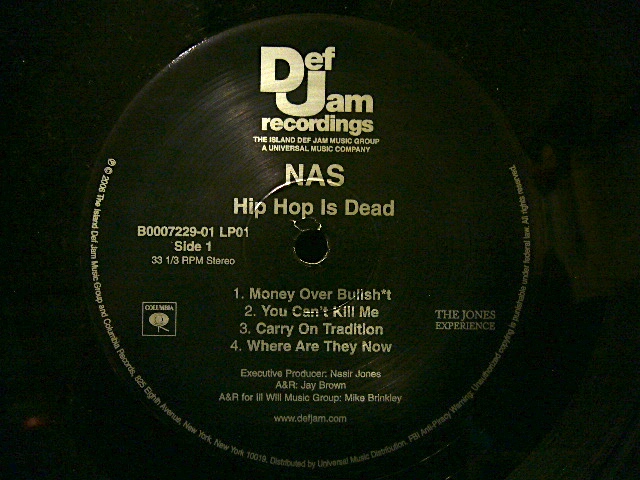 Def
Jam
recordings
THE ISLAND DEF JAM MUSIC GROUP
A UNIVERSAL MUSIC COMPANY
NAS
Hip Hop Is Dead
B0007229-01 LP01
Side 1
33 1/3 RPM Stereo
1. Money Over Bullsh*t
2. You Can't Kill Me
3. Carry On Tradition
4. Where Are They Now
COLUMBIA
THE JONES
EXPERIENCE
Executive Producer: Nasir Jones
A&R: Jay Brown
A&R for Ill Will Music Group: Mike Brinkley
www.defjam.com
℗ © 2006 The Island Def Jam Music Group and Columbia Records, 825 Eighth Avenue, New York, New York 10019. Distributed by Universal Music Distribution. FBI Anti-Piracy Warning: Unauthorized copying is punishable under federal law. All rights reserved.